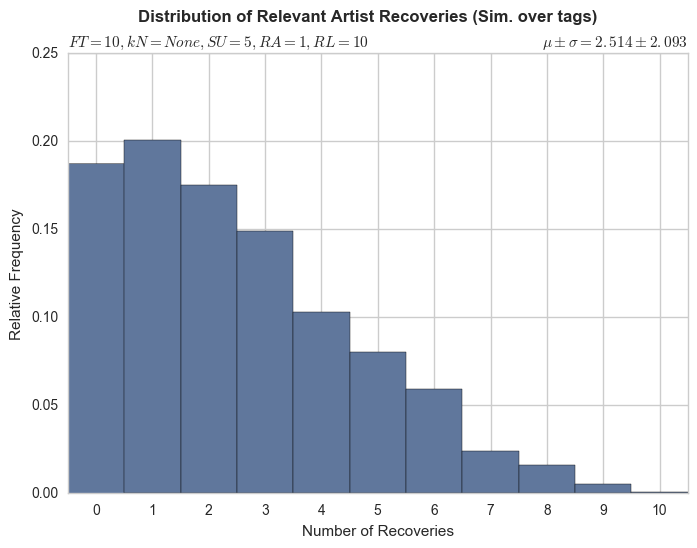 Distribution of Relevant Artist Recoveries (Sim. over tags)
FT = 10, kN = None, SU = 5, RA = 1, RL = 10
μ ± σ = 2.514 ± 2.093
0.25
0.20
0.15
0.10
0.05
0.00
Relative Frequency
0 1 2 3 4 5 6 7 8 9 10
Number of Recoveries